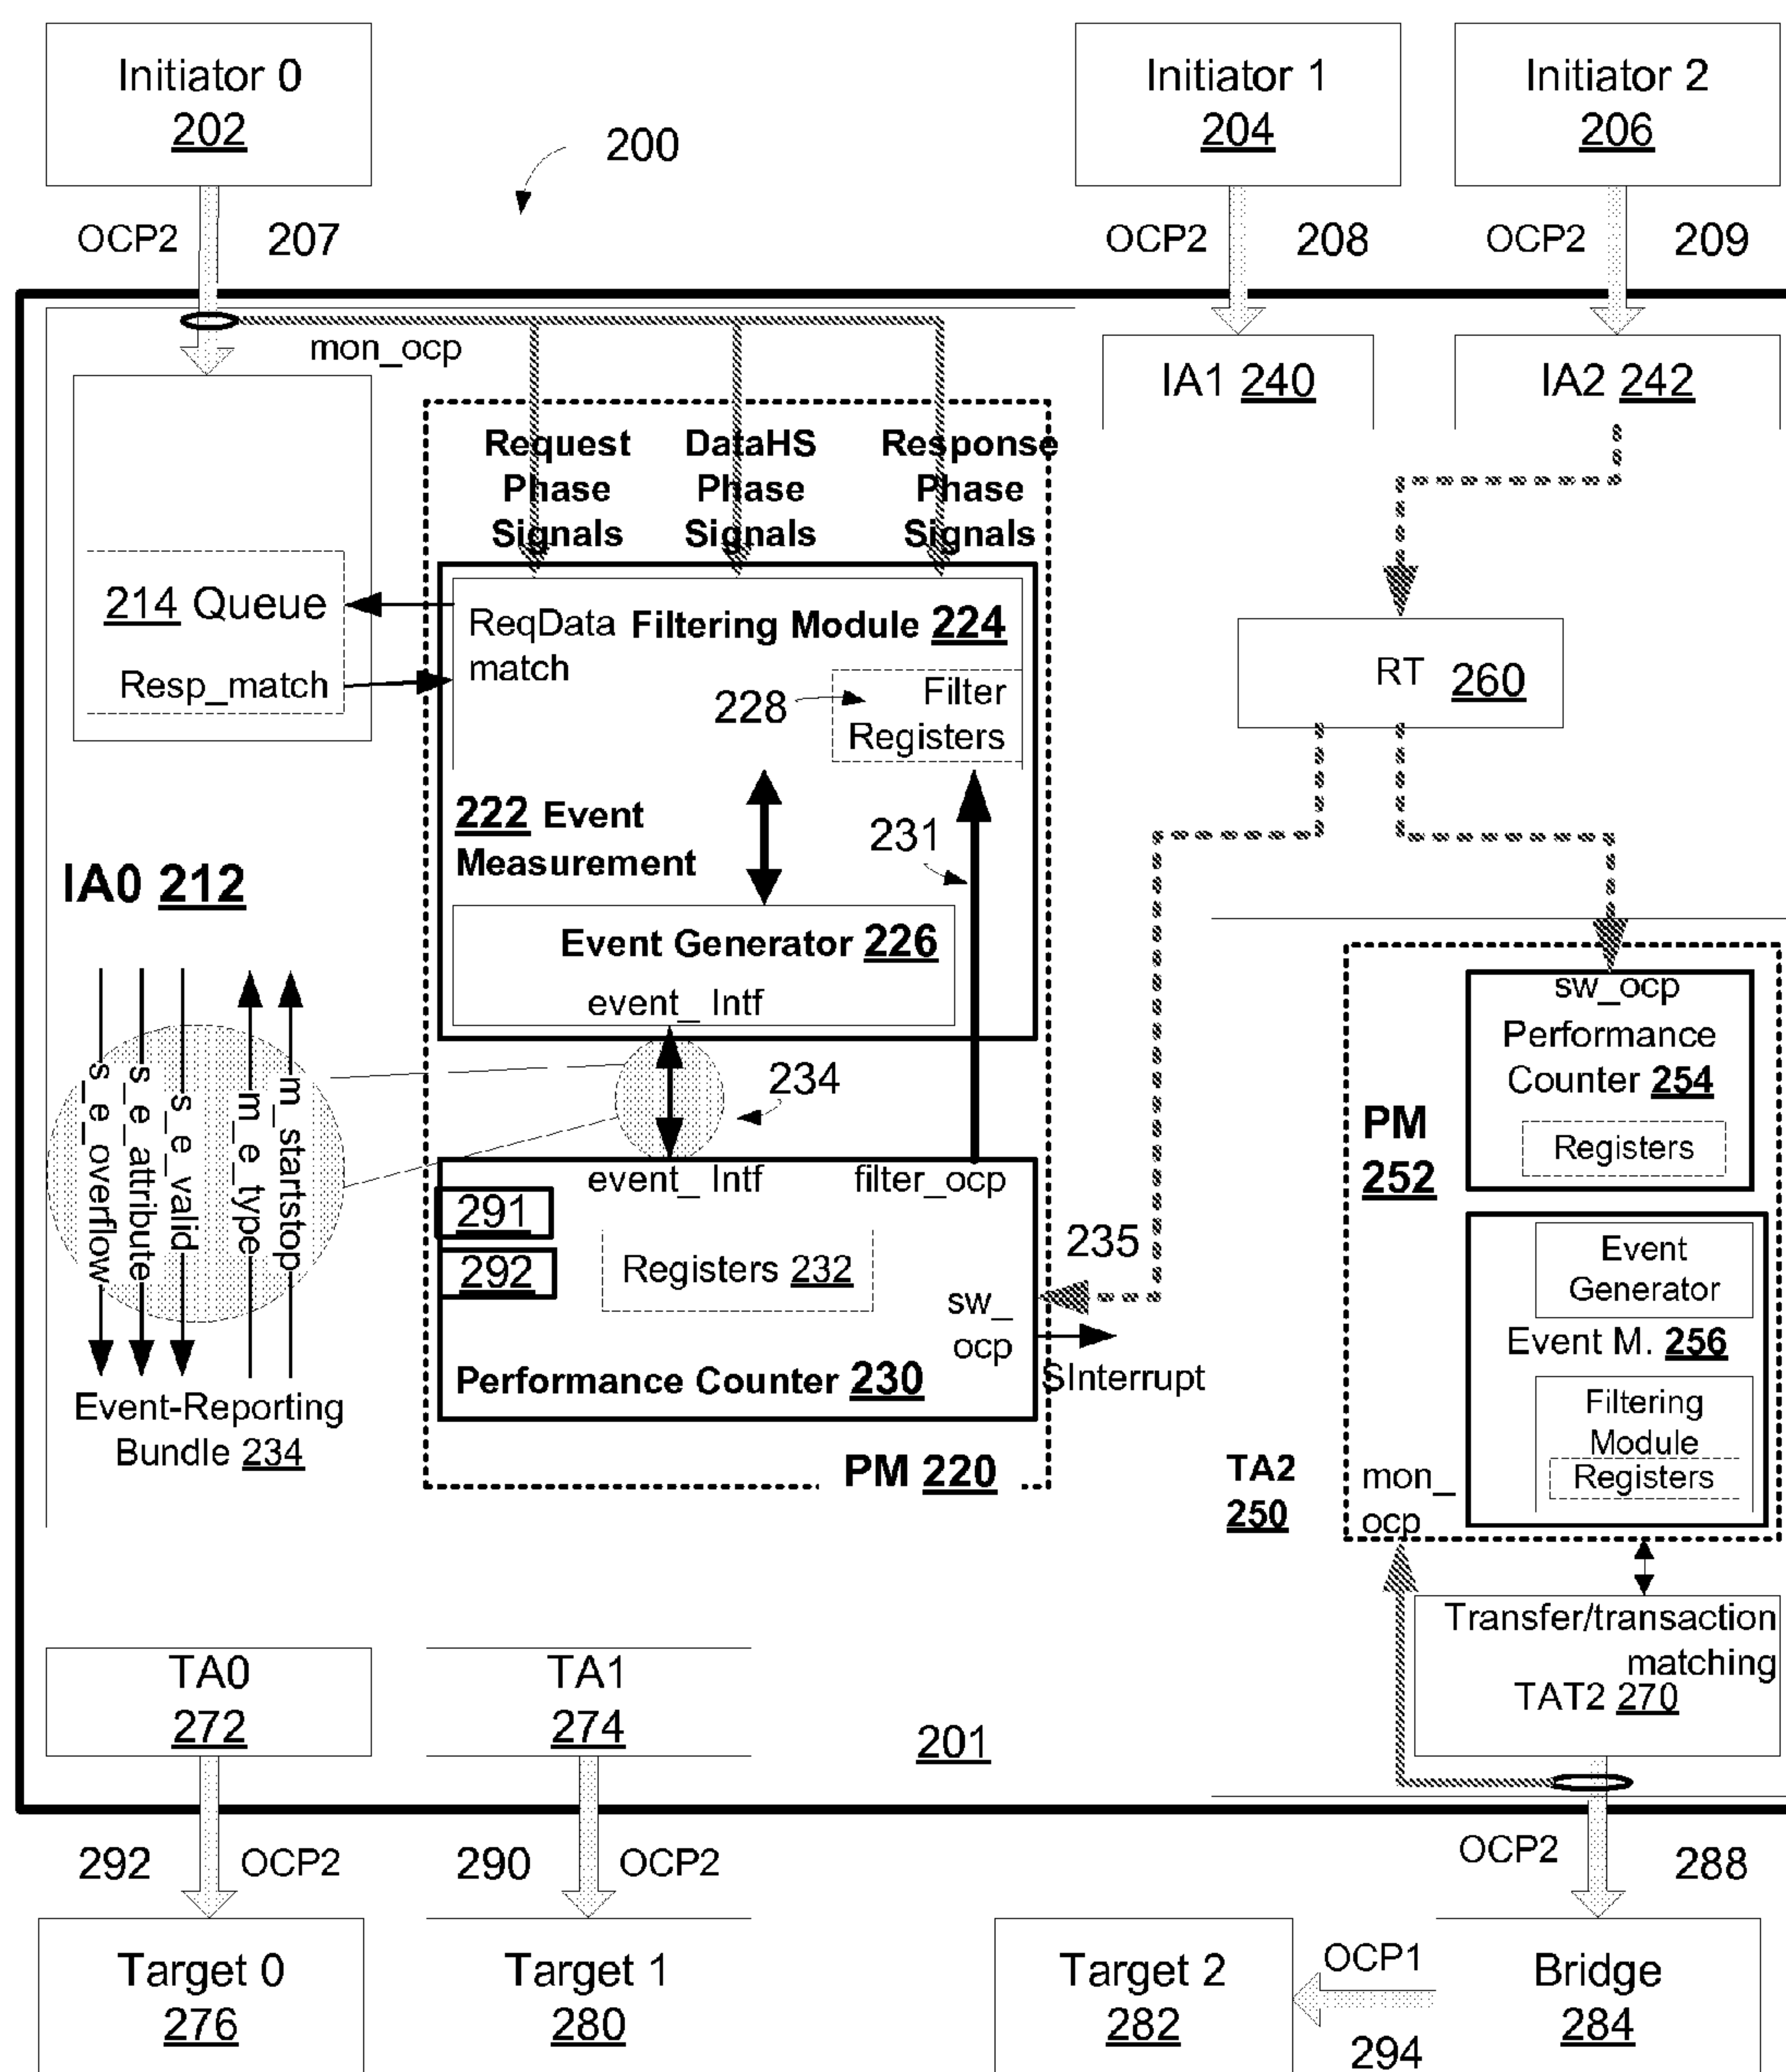 Initiator 0
202
Initiator 1
204
Initiator 2
206
200
OCP2
207
OCP2
208
OCP2
209
mon_ocp
IA1 240
IA2 242
Request
Phase
Signals
DataHS
Phase
Signals
Response
Phase
Signals
214 Queue
Resp_match
ReqData
match
Filtering Module 224
228
Filter
Registers
RT 260
222 Event
Measurement
231
IA0 212
Event Generator 226
event_ Intf
s_e_overflow
s_e_attribute
s_e_valid
m_e_type
m_startstop
Event-Reporting
Bundle 234
234
event_ Intf
filter_ocp
291
292
Registers 232
sw_
ocp
Performance Counter 230
235
SInterrupt
PM 220
sw_ocp
Performance
Counter 254
Registers
PM
252
Event
Generator
Event M. 256
Filtering
Module
Registers
TA2
250
mon_
ocp
Transfer/transaction
matching
TAT2 270
TA0
272
TA1
274
201
292
OCP2
290
OCP2
OCP2
288
Target 0
276
Target 1
280
Target 2
282
OCP1
294
Bridge
284